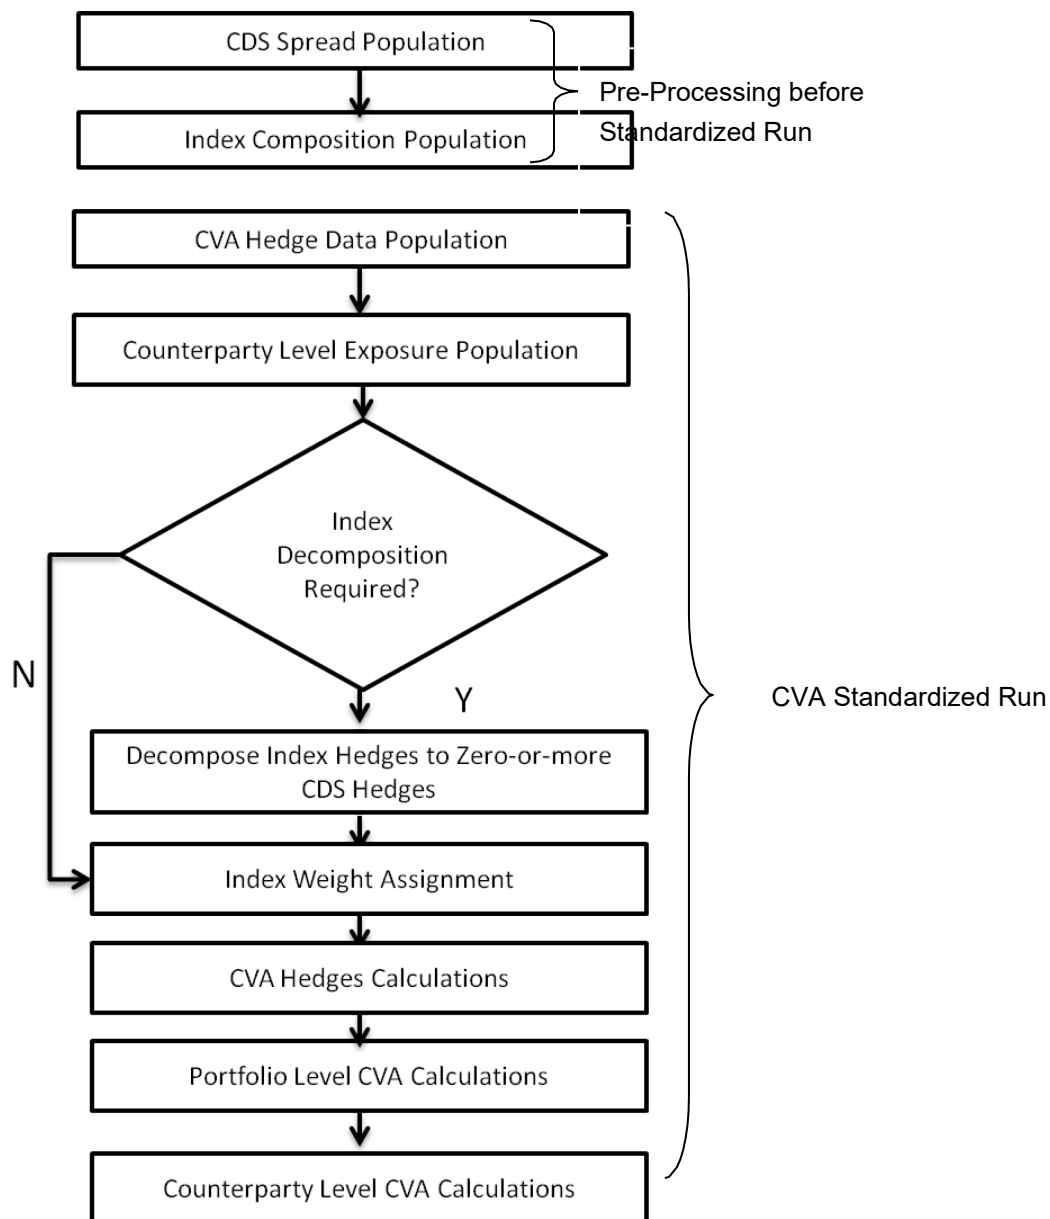 CDS Spread Population
Pre-Processing before
Standardized Run
Index Composition Population
CVA Hedge Data Population
Counterparty Level Exposure Population
Index
Decomposition
Required?
N
Y
CVA Standardized Run
Decompose Index Hedges to Zero-or-more
CDS Hedges
Index Weight Assignment
CVA Hedges Calculations
Portfolio Level CVA Calculations
Counterparty Level CVA Calculations